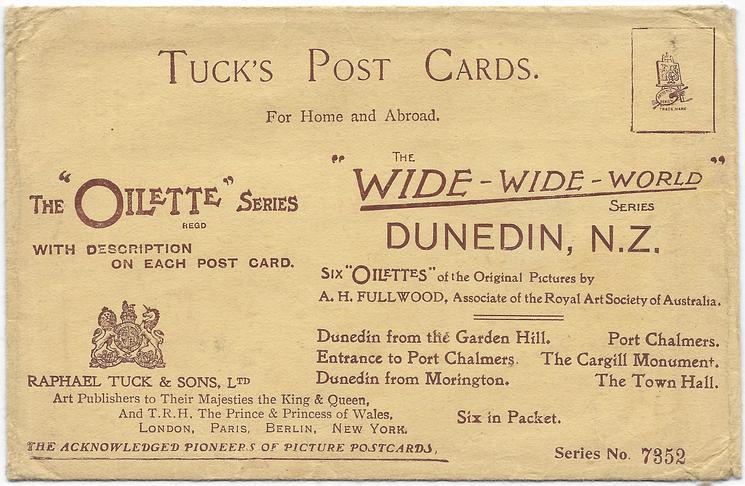 TUCK'S POST CARDS.
For Home and Abroad.
TRADE MARK
THE "OILETTE" SERIES
REGD
WITH DESCRIPTION
ON EACH POST CARD.
"THE
WIDE-WIDE-WORLD"
SERIES
DUNEDIN, N.Z.
SIX "OILETTES" of the Original Pictures by
A. H. FULLWOOD, Associate of the Royal Art Society of Australia.
Dunedin from the Garden Hill. Port Chalmers.
Entrance to Port Chalmers. The Cargill Monument.
Dunedin from Morington. The Town Hall.
Six in Packet.
RAPHAEL TUCK & SONS, LTD
Art Publishers to Their Majesties the King & Queen,
And T.R.H. The Prince & Princess of Wales,
LONDON, PARIS, BERLIN, NEW YORK.
THE ACKNOWLEDGED PIONEERS OF PICTURE POSTCARDS,
Series No. 7352